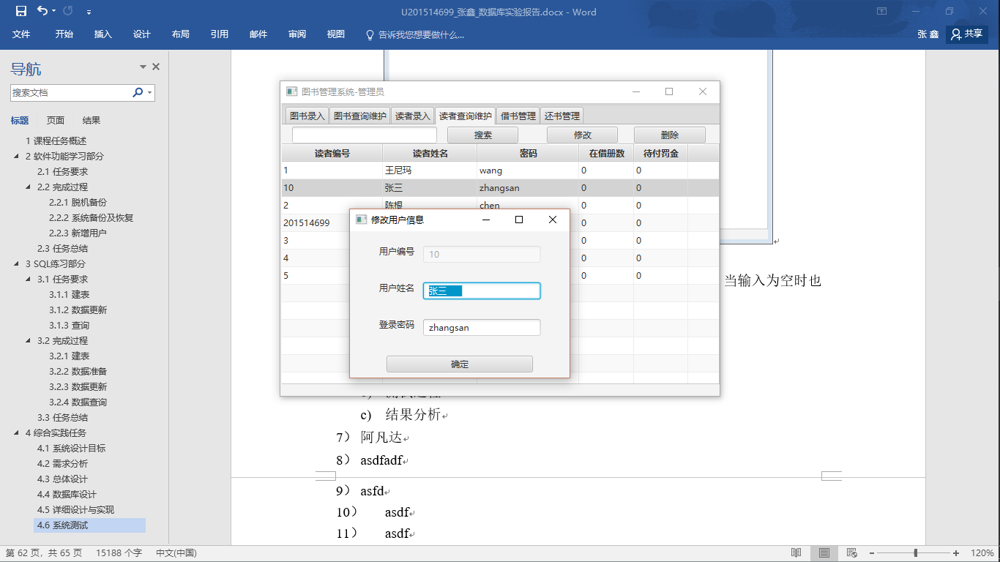 U201514699_张鑫_数据库实验报告.docx - Word
文件 开始 插入 设计 布局 引用 邮件 审阅 视图 告诉我您想要做什么... 张 鑫 共享
导航
搜索文档
标题 页面 结果
1 课程任务概述
2 软件功能学习部分
2.1 任务要求
2.2 完成过程
2.2.1 脱机备份
2.2.2 系统备份及恢复
2.2.3 新增用户
2.3 任务总结
3 SQL练习部分
3.1 任务要求
3.1.1 建表
3.1.2 数据更新
3.1.3 查询
3.2 完成过程
3.2.1 建表
3.2.2 数据准备
3.2.3 数据更新
3.2.4 数据查询
3.3 任务总结
4 综合实践任务
4.1 系统设计目标
4.2 需求分析
4.3 总体设计
4.4 数据库设计
4.5 详细设计与实现
4.6 系统测试
图书管理系统-管理员
图书录入 图书查询维护 读者录入 读者查询维护 借书管理 还书管理
搜索 修改 删除
读者编号 读者姓名 密码 在借册数 待付罚金
1 王尼玛 wang 0 0
10 张三 zhangsan 0 0
2 陈根 chen 0 0
201514699 0 0
3 0 0
4 0 0
5 0 0
修改用户信息
用户编号 10
用户姓名 张三
登录密码 zhangsan
确定
当输入为空时也
c) 结果分析
7） 阿凡达
8） asdfadf
9） asfd
10） asdf
11） asdf
第 62 页，共 65 页 15188 个字 中文(中国) 120%